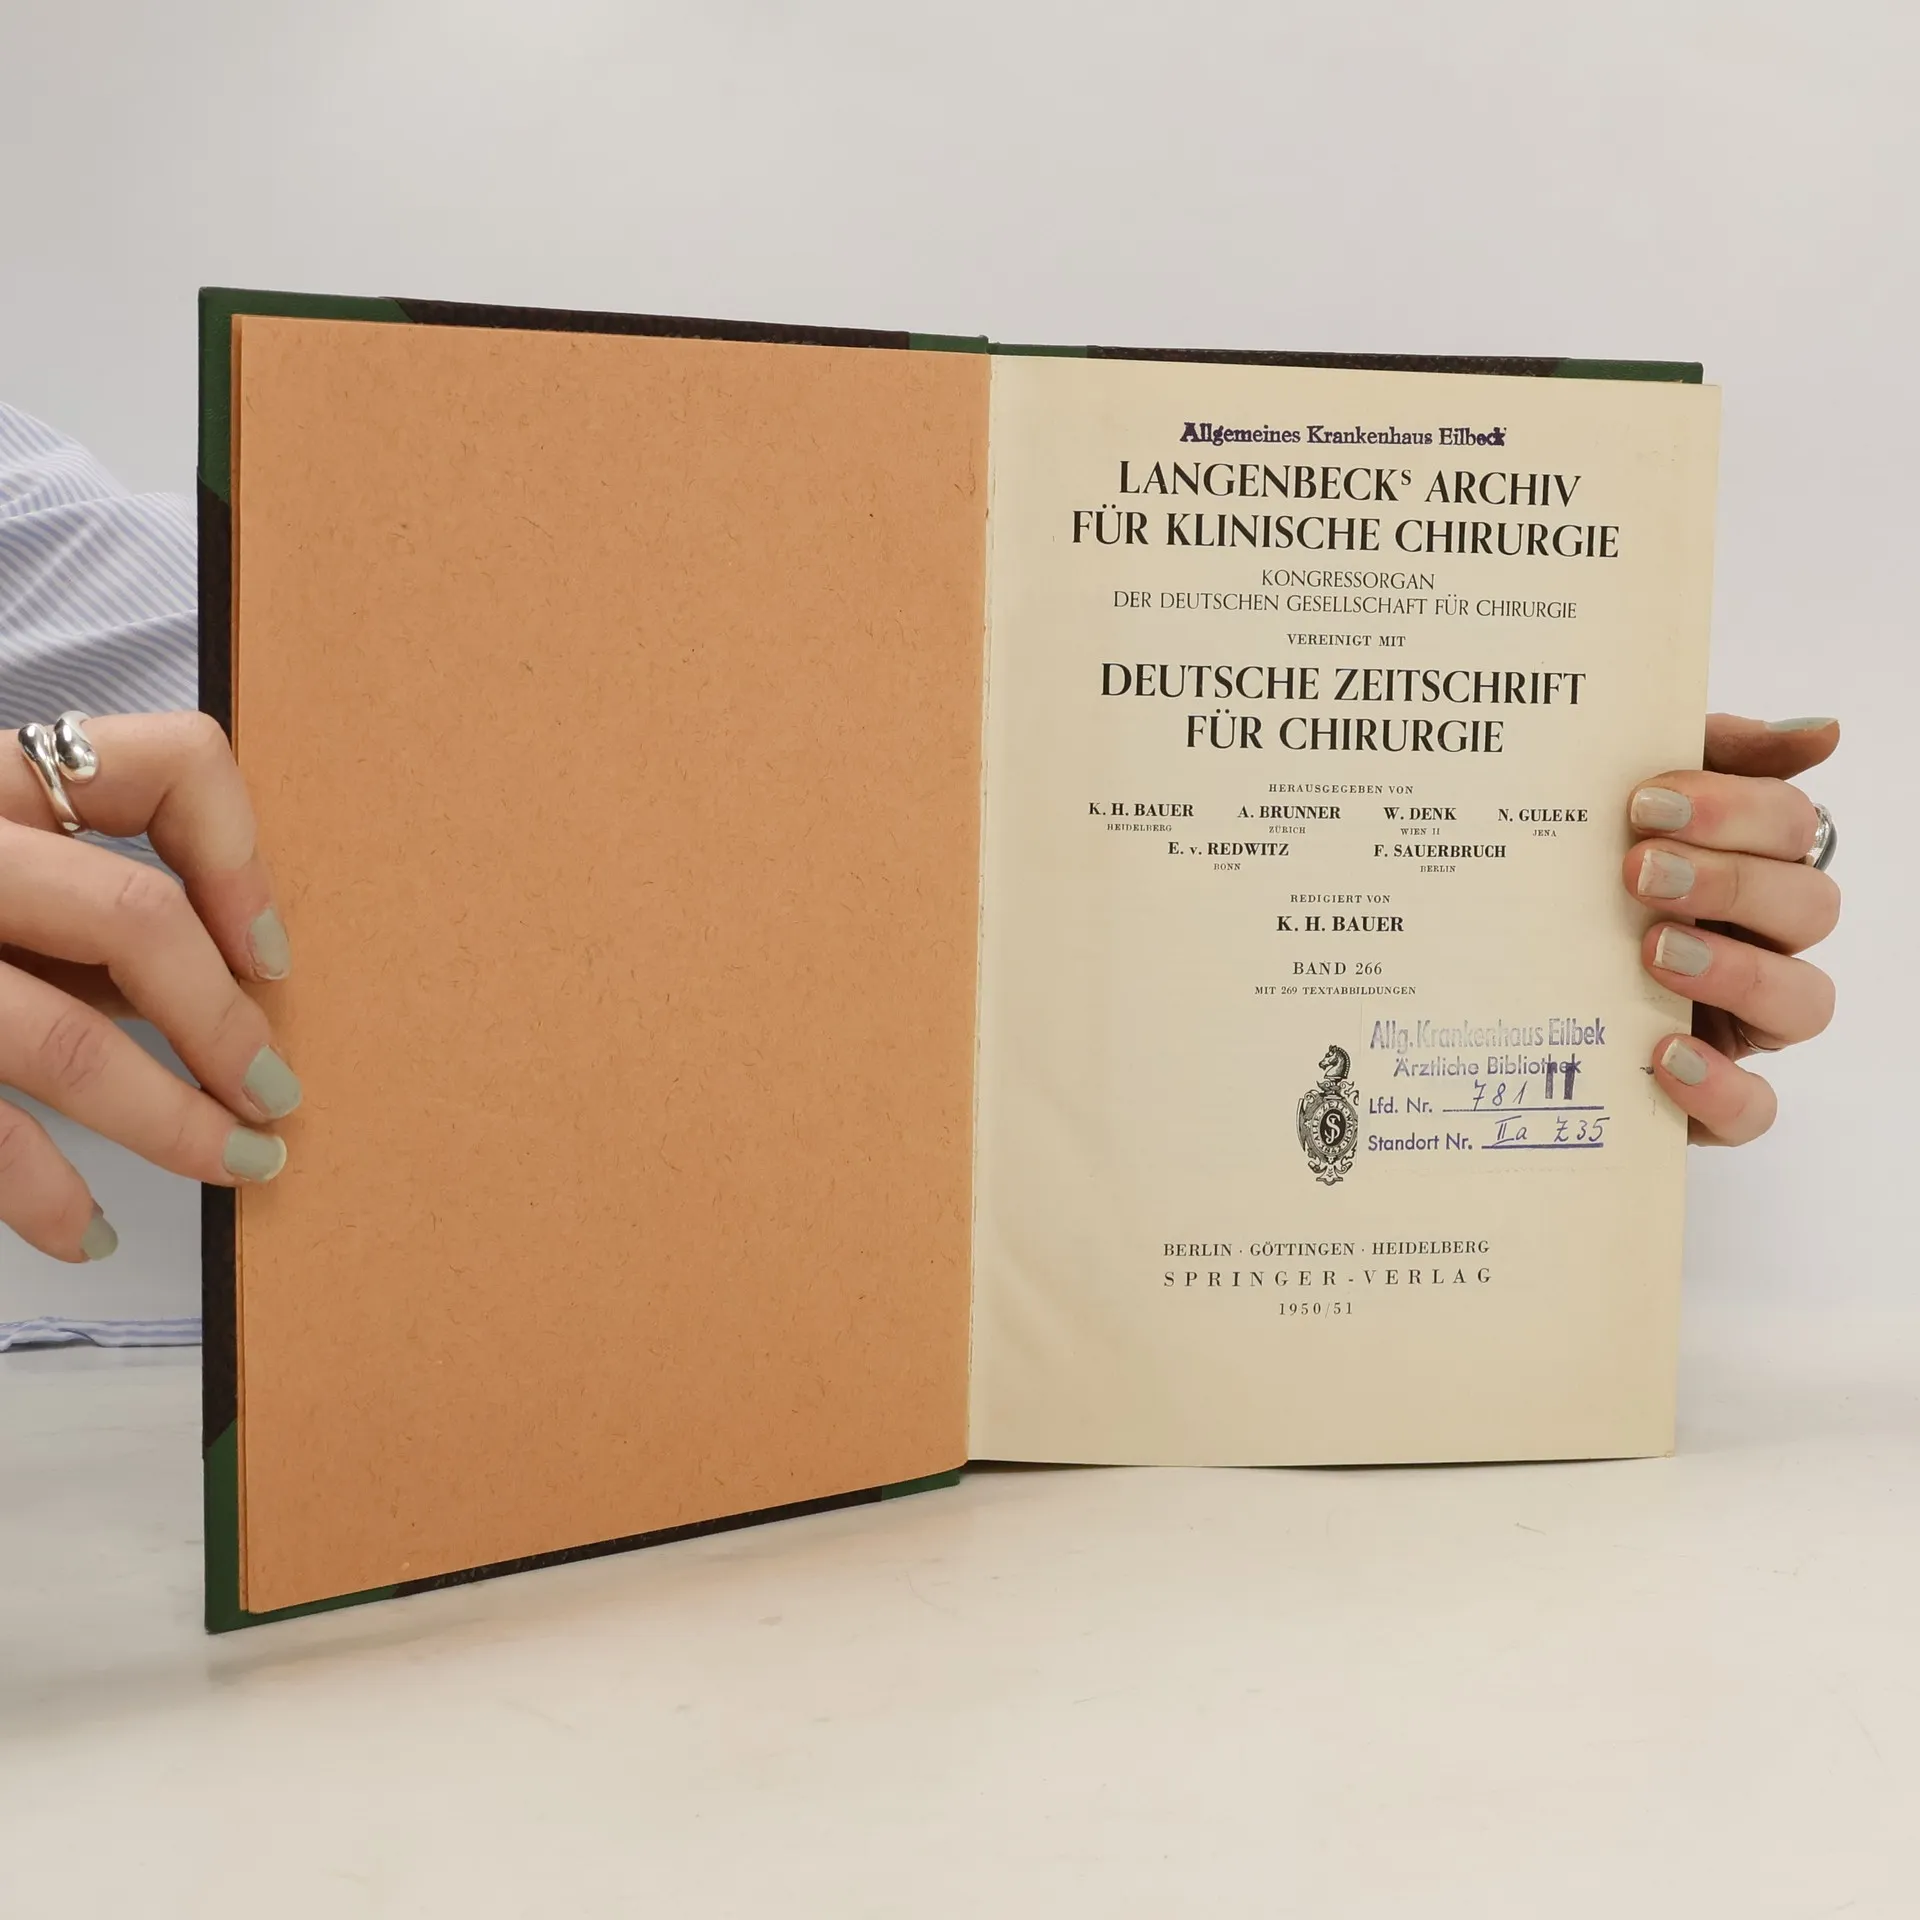 Allgemeines Krankenhaus Eilbeck
LANGENBECKS ARCHIV
FÜR KLINISCHE CHIRURGIE
KONGRESSORGAN
DER DEUTSCHEN GESELLSCHAFT FÜR CHIRURGIE
VEREINIGT MIT
DEUTSCHE ZEITSCHRIFT
FÜR CHIRURGIE
HERAUSGEGEBEN VON
K. H. BAUER A. BRUNNER W. DENK N. GULEKE
HEIDELBERG ZÜRICH WIEN II JENA
E. v. REDWITZ F. SAUERBRUCH
BONN BERLIN
REDIGIERT VON
K. H. BAUER
BAND 266
MIT 269 TEXTABBILDUNGEN
Allg. Krankenhaus Eilbek
Ärztliche Bibliothek
Lfd. Nr. 781 II
Standort Nr. IIa Z 35
BERLIN · GÖTTINGEN · HEIDELBERG
SPRINGER-VERLAG
1950/51